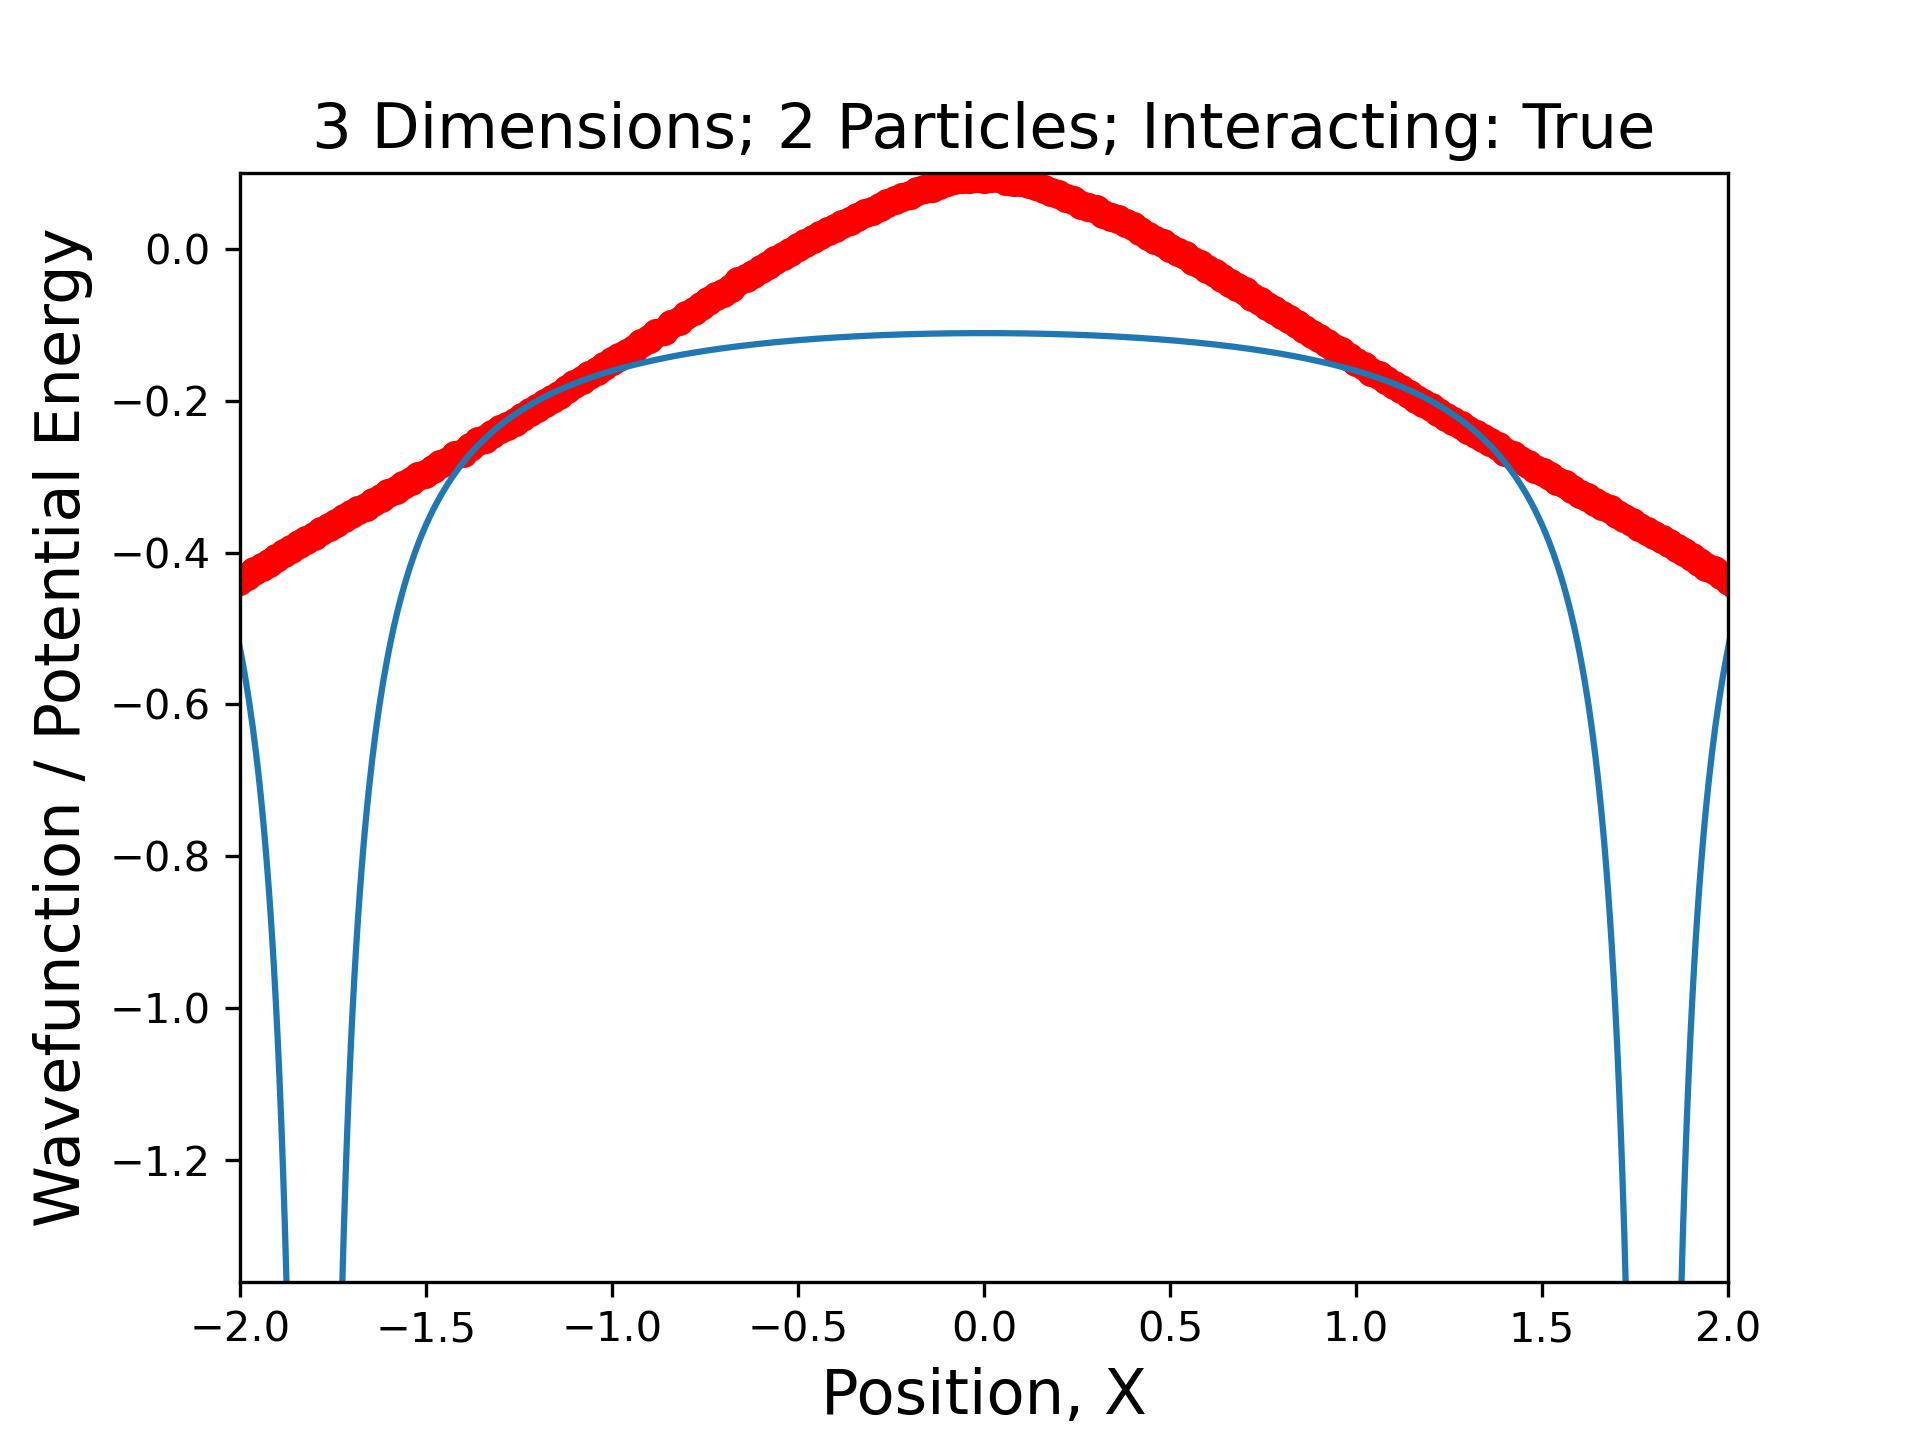 3 Dimensions; 2 Particles; Interacting: True
Wavefunction / Potential Energy
0.0
−0.2
−0.4
−0.6
−0.8
−1.0
−1.2
−2.0 −1.5 −1.0 −0.5 0.0 0.5 1.0 1.5 2.0
Position, X